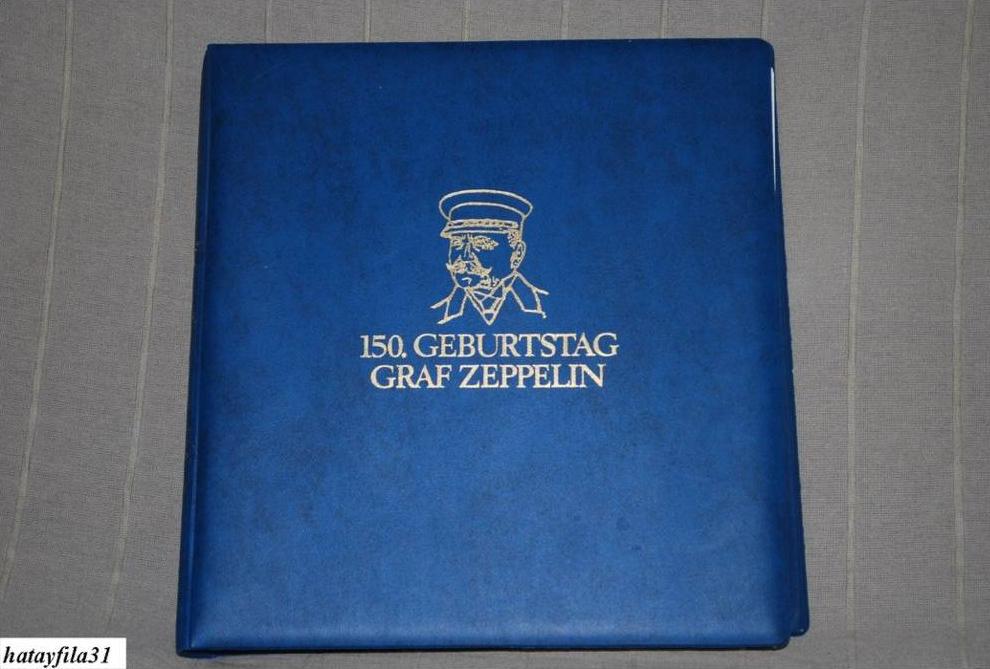 150. GEBURTSTAG
GRAF ZEPPELIN
hatayfila31